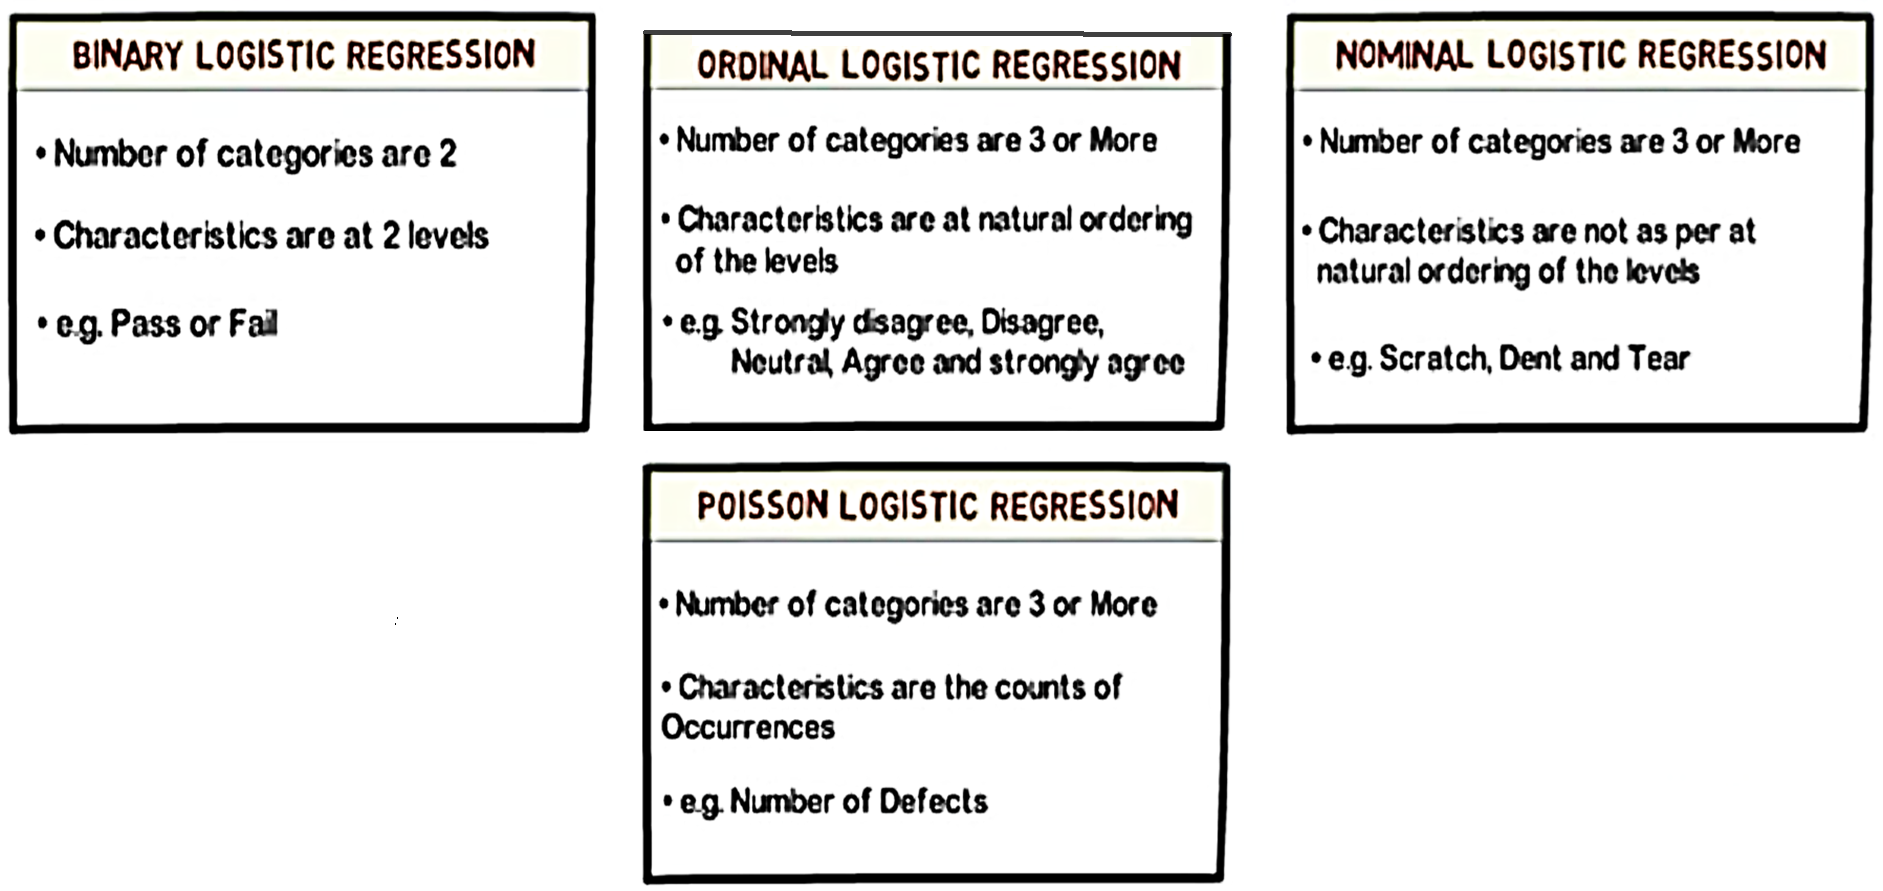 BINARY LOGISTIC REGRESSION
• Number of categories are 2
• Characteristics are at 2 levels
• e.g. Pass or Fail
ORDINAL LOGISTIC REGRESSION
• Number of categories are 3 or More
• Characteristics are at natural ordering
of the levels
• e.g. Strongly disagree, Disagree,
Neutral, Agree and strongly agree
NOMINAL LOGISTIC REGRESSION
• Number of categories are 3 or More
• Characteristics are not as per at
natural ordering of the levels
• e.g. Scratch, Dent and Tear
POISSON LOGISTIC REGRESSION
• Number of categories are 3 or More
• Characteristics are the counts of
Occurrences
• e.g. Number of Defects